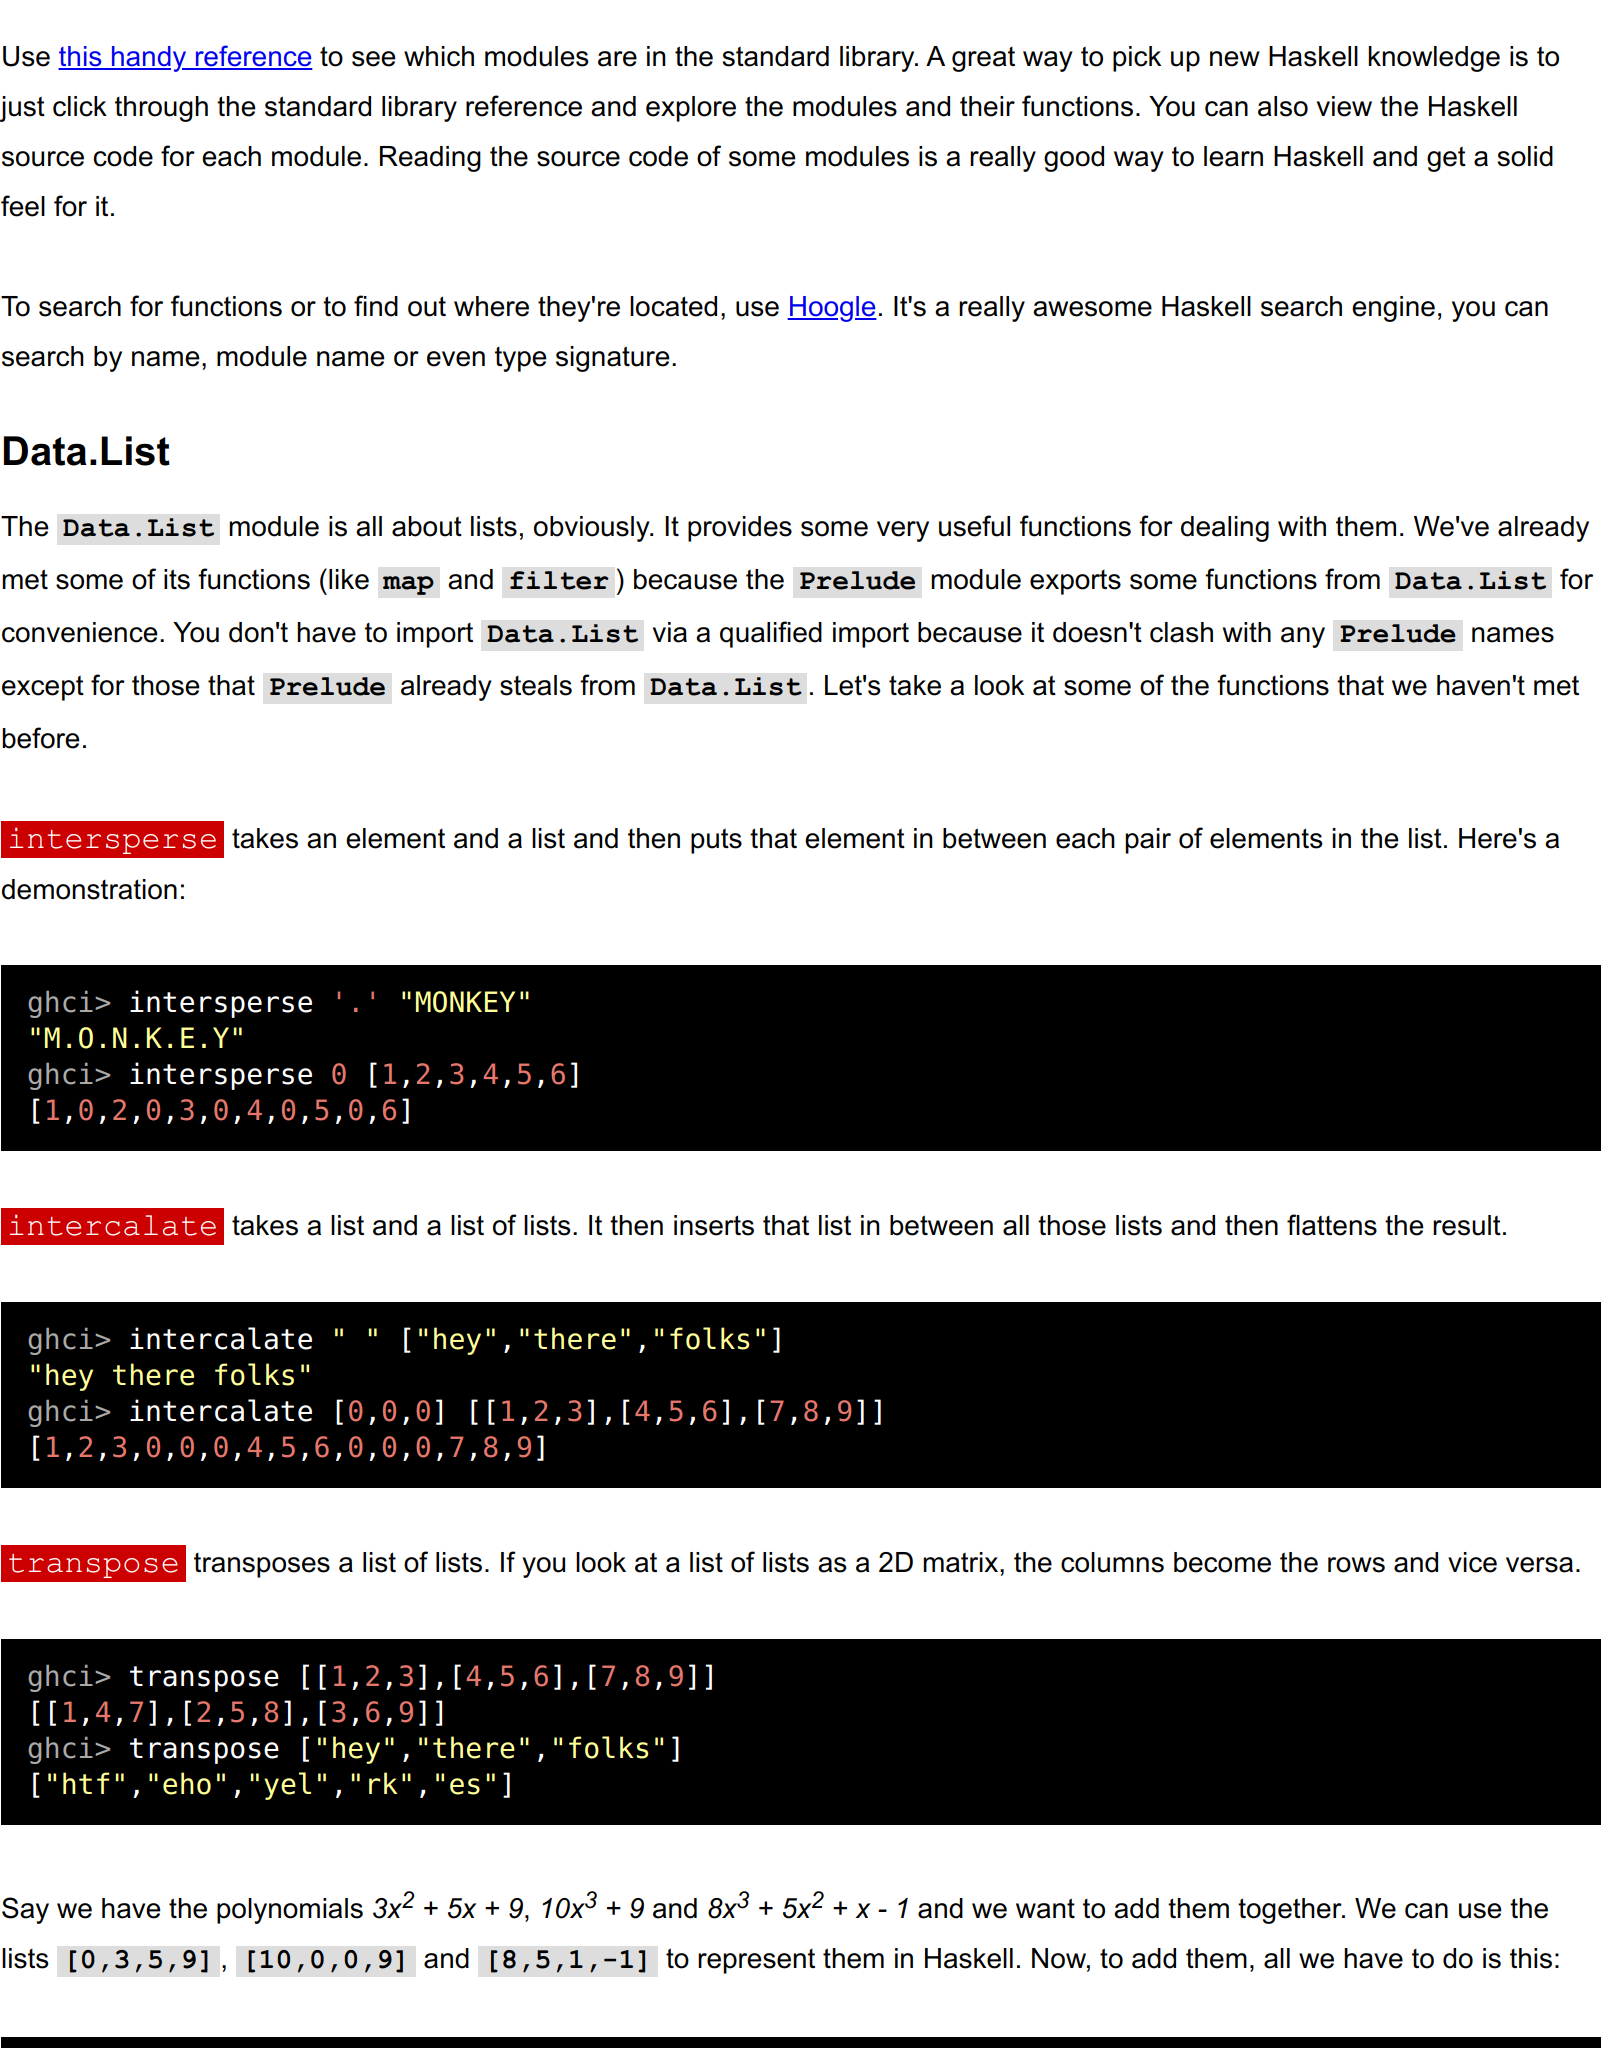 Use this handy reference to see which modules are in the standard library. A great way to pick up new Haskell knowledge is to
just click through the standard library reference and explore the modules and their functions. You can also view the Haskell
source code for each module. Reading the source code of some modules is a really good way to learn Haskell and get a solid
feel for it.
To search for functions or to find out where they're located, use Hoogle. It's a really awesome Haskell search engine, you can
search by name, module name or even type signature.
Data.List
The Data.List module is all about lists, obviously. It provides some very useful functions for dealing with them. We've already
met some of its functions (like map and filter) because the Prelude module exports some functions from Data.List for
convenience. You don't have to import Data.List via a qualified import because it doesn't clash with any Prelude names
except for those that Prelude already steals from Data.List. Let's take a look at some of the functions that we haven't met
before.
intersperse takes an element and a list and then puts that element in between each pair of elements in the list. Here's a
demonstration:
ghci> intersperse '.' "MONKEY"
"M.O.N.K.E.Y"
ghci> intersperse 0 [1,2,3,4,5,6]
[1,0,2,0,3,0,4,0,5,0,6]
intercalate takes a list and a list of lists. It then inserts that list in between all those lists and then flattens the result.
ghci> intercalate " " ["hey","there","folks"]
"hey there folks"
ghci> intercalate [0,0,0] [[1,2,3],[4,5,6],[7,8,9]]
[1,2,3,0,0,0,4,5,6,0,0,0,7,8,9]
transpose transposes a list of lists. If you look at a list of lists as a 2D matrix, the columns become the rows and vice versa.
ghci> transpose [[1,2,3],[4,5,6],[7,8,9]]
[[1,4,7],[2,5,8],[3,6,9]]
ghci> transpose ["hey","there","folks"]
["htf","eho","yel","rk","es"]
Say we have the polynomials 3x² + 5x + 9, 10x³ + 9 and 8x³ + 5x² + x - 1 and we want to add them together. We can use the
lists [0,3,5,9], [10,0,0,9] and [8,5,1,-1] to represent them in Haskell. Now, to add them, all we have to do is this: